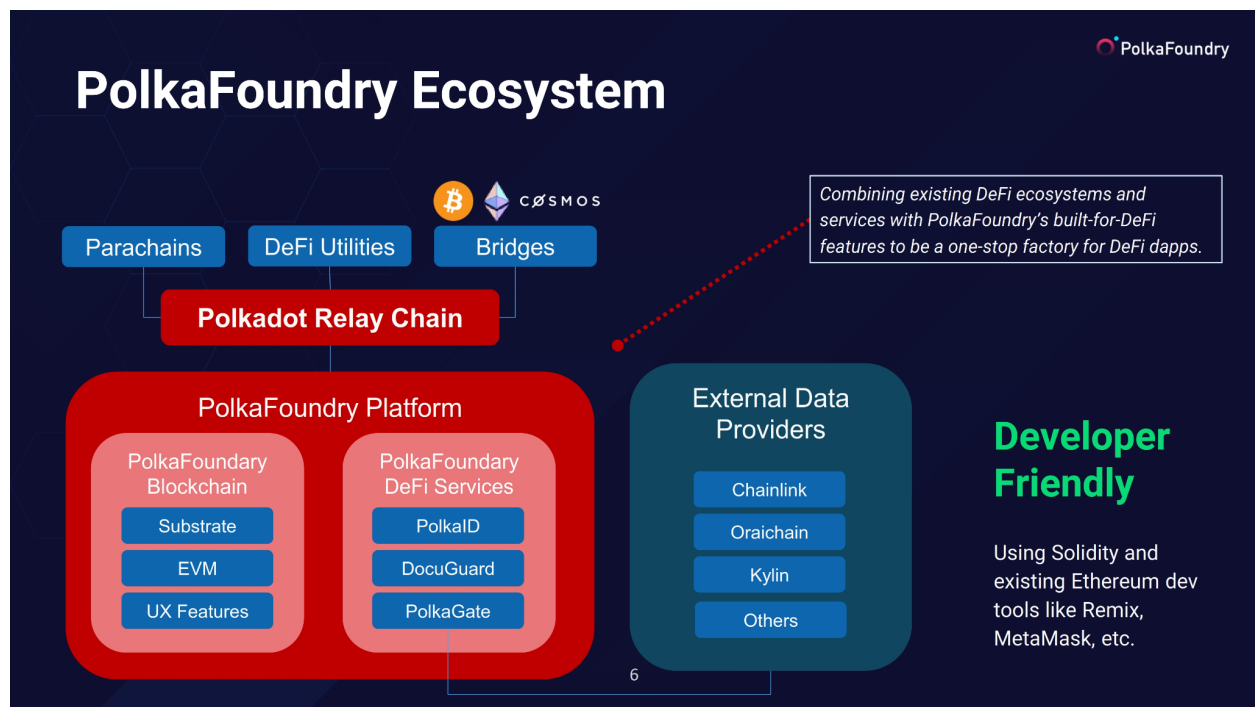 PolkaFoundry
PolkaFoundry Ecosystem
CØSMOS
Combining existing DeFi ecosystems and
services with PolkaFoundry’s built-for-DeFi
features to be a one-stop factory for DeFi dapps.
Parachains
DeFi Utilities
Bridges
Polkadot Relay Chain
PolkaFoundry Platform
PolkaFoundary
Blockchain
Substrate
EVM
UX Features
PolkaFoundary
DeFi Services
PolkaID
DocuGuard
PolkaGate
External Data
Providers
Chainlink
Oraichain
Kylin
Others
Developer
Friendly
Using Solidity and
existing Ethereum dev
tools like Remix,
MetaMask, etc.
6